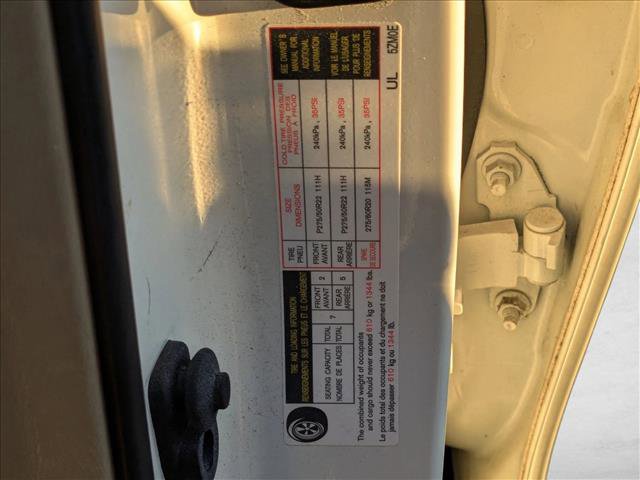 TIRE AND LOADING INFORMATION
RENSEIGNEMENTS SUR LES PNEUS ET LE CHARGEMENT
SEATING CAPACITY TOTAL 7 FRONT 2 REAR 5
NOMBRE DE PLACES TOTAL AVANT ARRIÈRE
The combined weight of occupants
and cargo should never exceed 610 kg or 1344 lbs.
Le poids total des occupants et du chargement ne doit
jamais dépasser 610 kg ou 1344 lb.
TIRE SIZE COLD TIRE PRESSURE
PNEU DIMENSIONS PRESSION DES
PNEUS À FROID
FRONT P275/50R22 111H 240kPa, 35PSI
AVANT
REAR P275/50R22 111H 240kPa, 35PSI
ARRIÈRE
SPARE 275/60R20 115M 240kPa, 35PSI
DE SECOURS
SEE OWNER'S
MANUAL FOR
ADDITIONAL
INFORMATION
VOIR LE MANUEL
DE L'USAGER
POUR PLUS DE
RENSEIGNEMENTS
UL 5ZM0E